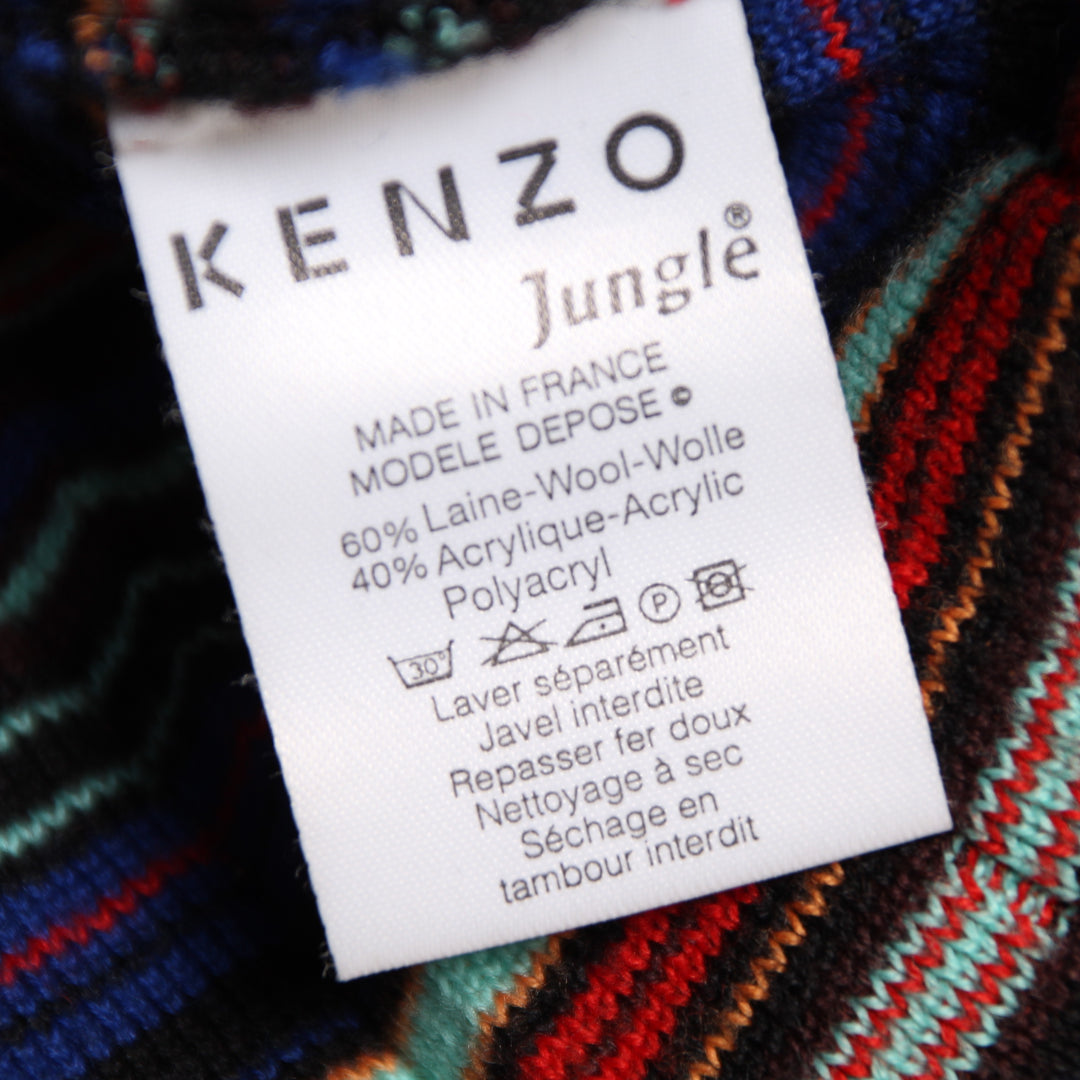 KENZO
Jungle®
MADE IN FRANCE
MODELE DEPOSE ©
60% Laine-Wool-Wolle
40% Acrylique-Acrylic
Polyacryl
30° P
Laver séparément
Javel interdite
Repasser fer doux
Nettoyage à sec
Séchage en
tambour interdit